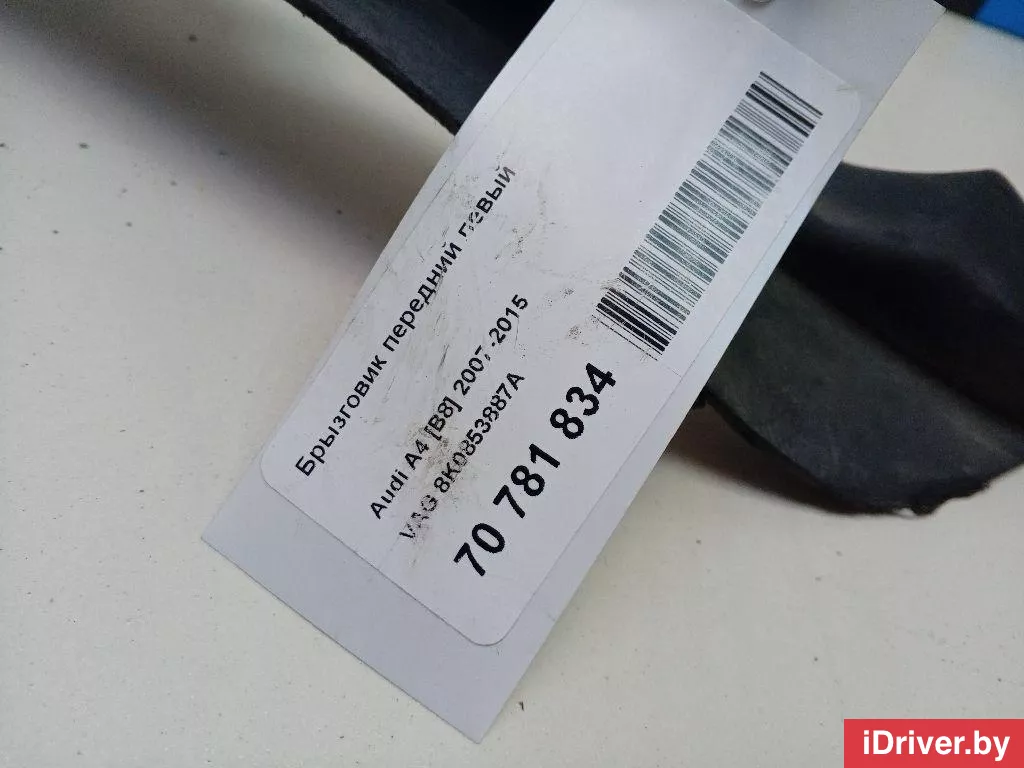 Брызговик передний левый
Audi A4 [B8] 2007-2015
VAG 8K0853887A
70 781 834
iDriver.by